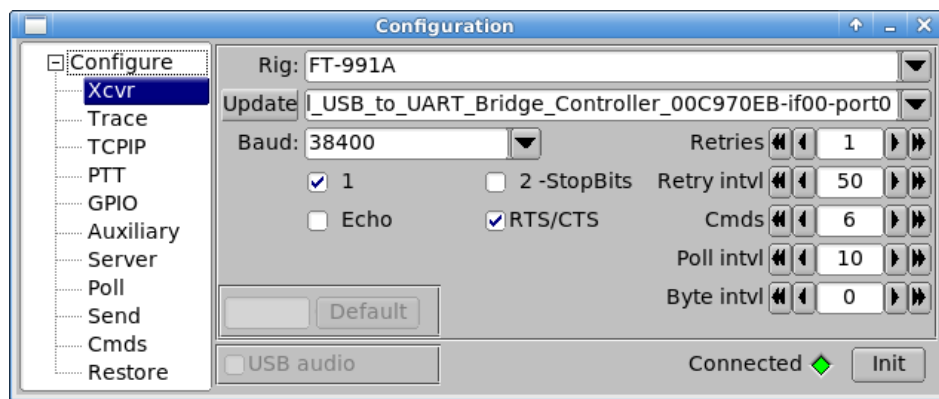 Configuration
Configure
Xcvr
Trace
TCPIP
PTT
GPIO
Auxiliary
Server
Poll
Send
Cmds
Restore
Rig: FT-991A
Update l_USB_to_UART_Bridge_Controller_00C970EB-if00-port0
Baud: 38400
Retries 1
1 2 -StopBits
Retry intvl 50
Echo RTS/CTS
Cmds 6
Poll intvl 10
Byte intvl 0
Default
USB audio
Connected Init